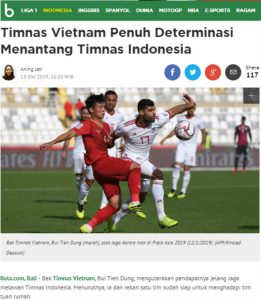 b
LIGA 1 INDONESIA INGGRIS SPANYOL DUNIA MOTOGP NBA E-SPORTS RAGAM
Timnas Vietnam Penuh Determinasi
Menantang Timnas Indonesia
Aning Jati
13 Okt 2019, 16:50 WIB
Share
117
17
Bek Timnas Vietnam, Bui Tien Dung (merah), saat laga kontra Iran di Piala Asia 2019 (12/1/2019). (AFP/Khaled
Desouki)
Bola.com, Bali - Bek Timnas Vietnam, Bui Tien Dung, mengutarakan pendapatnya jelang laga
melawan Timnas Indonesia. Menurutnya, ia dan rekan satu tim sudah siap untuk menghadapi tim
tuan rumah.